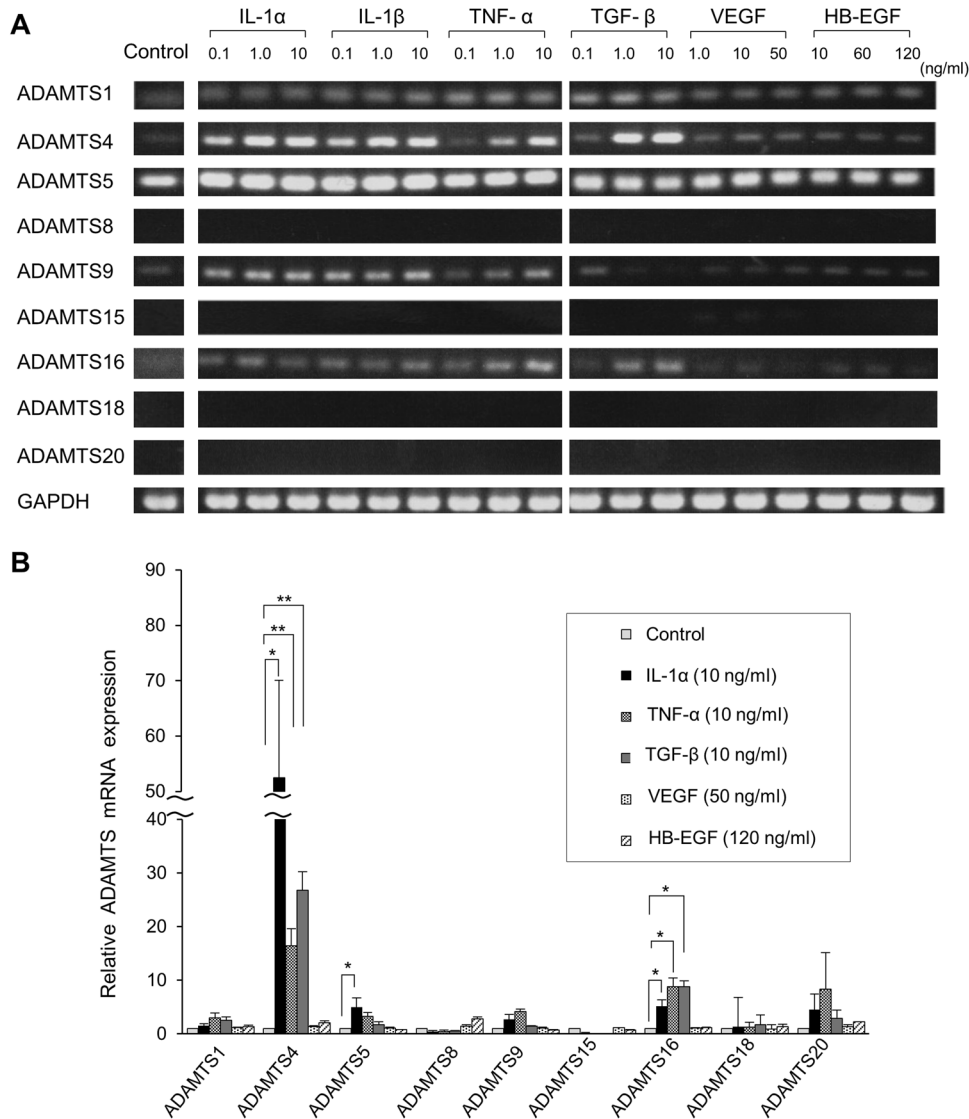 A
IL-1α IL-1β TNF- α TGF- β VEGF HB-EGF
Control 0.1 1.0 10 0.1 1.0 10 0.1 1.0 10 0.1 1.0 10 1.0 10 50 10 60 120 (ng/ml)
ADAMTS1
ADAMTS4
ADAMTS5
ADAMTS8
ADAMTS9
ADAMTS15
ADAMTS16
ADAMTS18
ADAMTS20
GAPDH
B
Relative ADAMTS mRNA expression
90
80
70
60
50
40
30
20
10
0
**
**
*
*
*
*
*
Control
IL-1α (10 ng/ml)
TNF-α (10 ng/ml)
TGF-β (10 ng/ml)
VEGF (50 ng/ml)
HB-EGF (120 ng/ml)
ADAMTS1
ADAMTS4
ADAMTS5
ADAMTS8
ADAMTS9
ADAMTS15
ADAMTS16
ADAMTS18
ADAMTS20